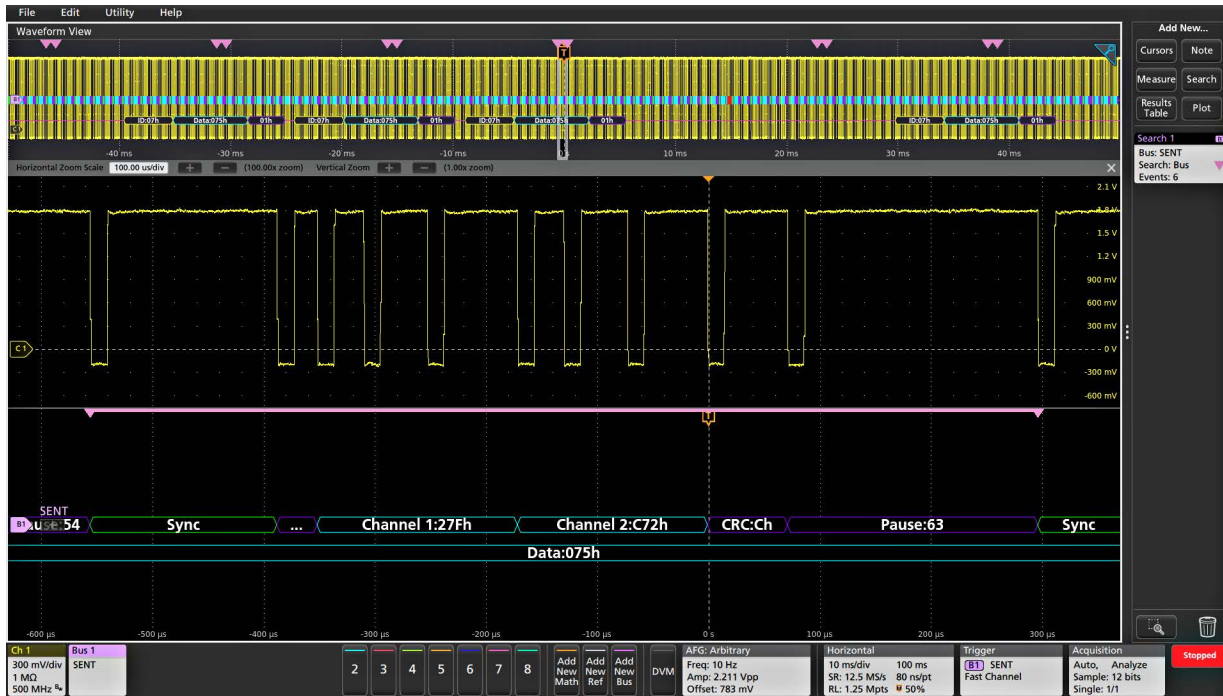 File Edit Utility Help
Waveform View
Add New...
Cursors Note
Measure Search
Results Table Plot
Search 1
Bus: SENT
Search: Bus
Events: 6
T
B1
ID:07h Data:075h 01h ID:07h Data:075h 01h ID:07h Data:075h 01h ID:07h Data:075h 01h
-40 ms -30 ms -20 ms 10 ms 20 ms 30 ms 40 ms
Horizontal Zoom Scale 100.00 us/div + – (100.00x zoom) Vertical Zoom + – (1.00x zoom)
2.1 V
1.8 V
1.5 V
1.2 V
900 mV
600 mV
300 mV
C1 0 V
-300 mV
-600 mV
T
SENT
B1 Sync ... Channel 1:27Fh Channel 2:C72h CRC:Ch Pause:63 Sync
Data:075h
-600 µs -500 µs -400 µs -300 µs -200 µs -100 µs 0 s 100 µs 200 µs 300 µs
Ch 1
300 mV/div
1 MΩ
500 MHz Bw
Bus 1
SENT
2 3 4 5 6 7 8
Add New Math
Add New Ref
Add New Bus
DVM
AFG: Arbitrary
Freq: 10 Hz
Amp: 2.211 Vpp
Offset: 783 mV
Horizontal
10 ms/div 100 ms
SR: 12.5 MS/s 80 ns/pt
RL: 1.25 Mpts 50%
Trigger
B1 SENT
Fast Channel
Acquisition
Auto, Analyze
Sample: 12 bits
Single: 1/1
Stopped